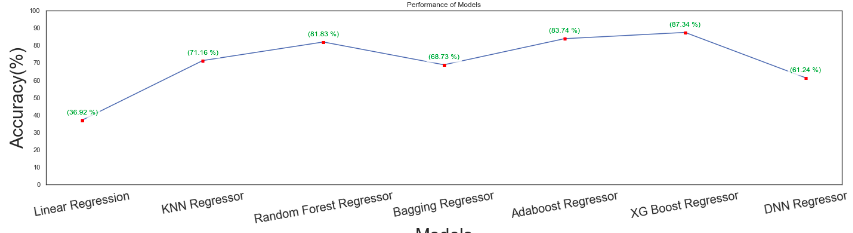 Performance of Models
Accuracy(%)
100
90
80
70
60
50
40
30
20
10
0
(36.92 %)
(71.16 %)
(81.83 %)
(68.73 %)
(83.74 %)
(87.34 %)
(61.24 %)
Linear Regression
KNN Regressor
Random Forest Regressor
Bagging Regressor
Adaboost Regressor
XG Boost Regressor
DNN Regressor
Models